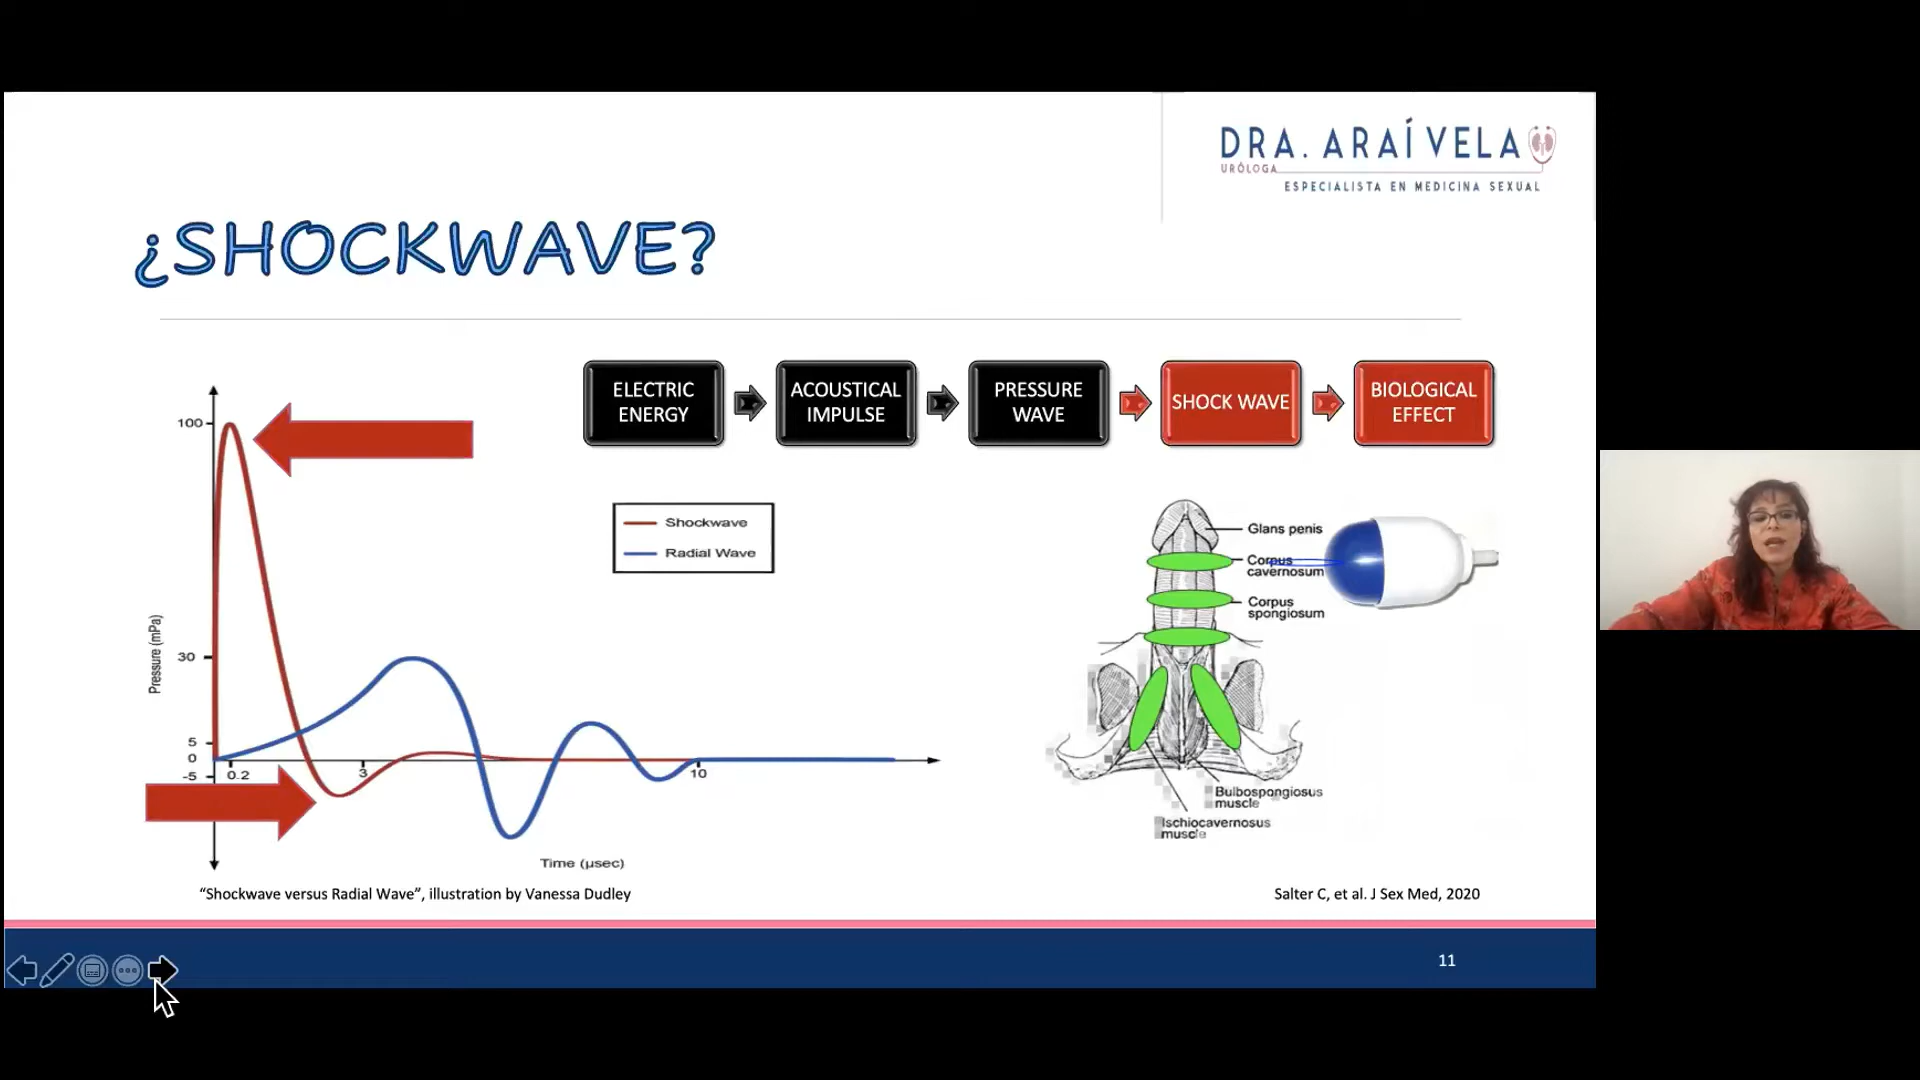 DRA. ARAÍ VELA
URÓLOGA
ESPECIALISTA EN MEDICINA SEXUAL
¿SHOCKWAVE?
ELECTRIC
ENERGY
ACOUSTICAL
IMPULSE
PRESSURE
WAVE
SHOCK WAVE
BIOLOGICAL
EFFECT
100
30
5
0
-5
0.2
3
10
Pressure (mPa)
Time (µsec)
Shockwave
Radial Wave
Glans penis
Corpus
cavernosum
Corpus
spongiosum
Bulbospongiosus
muscle
Ischiocavernosus
muscle
“Shockwave versus Radial Wave”, illustration by Vanessa Dudley
Salter C, et al. J Sex Med, 2020
11